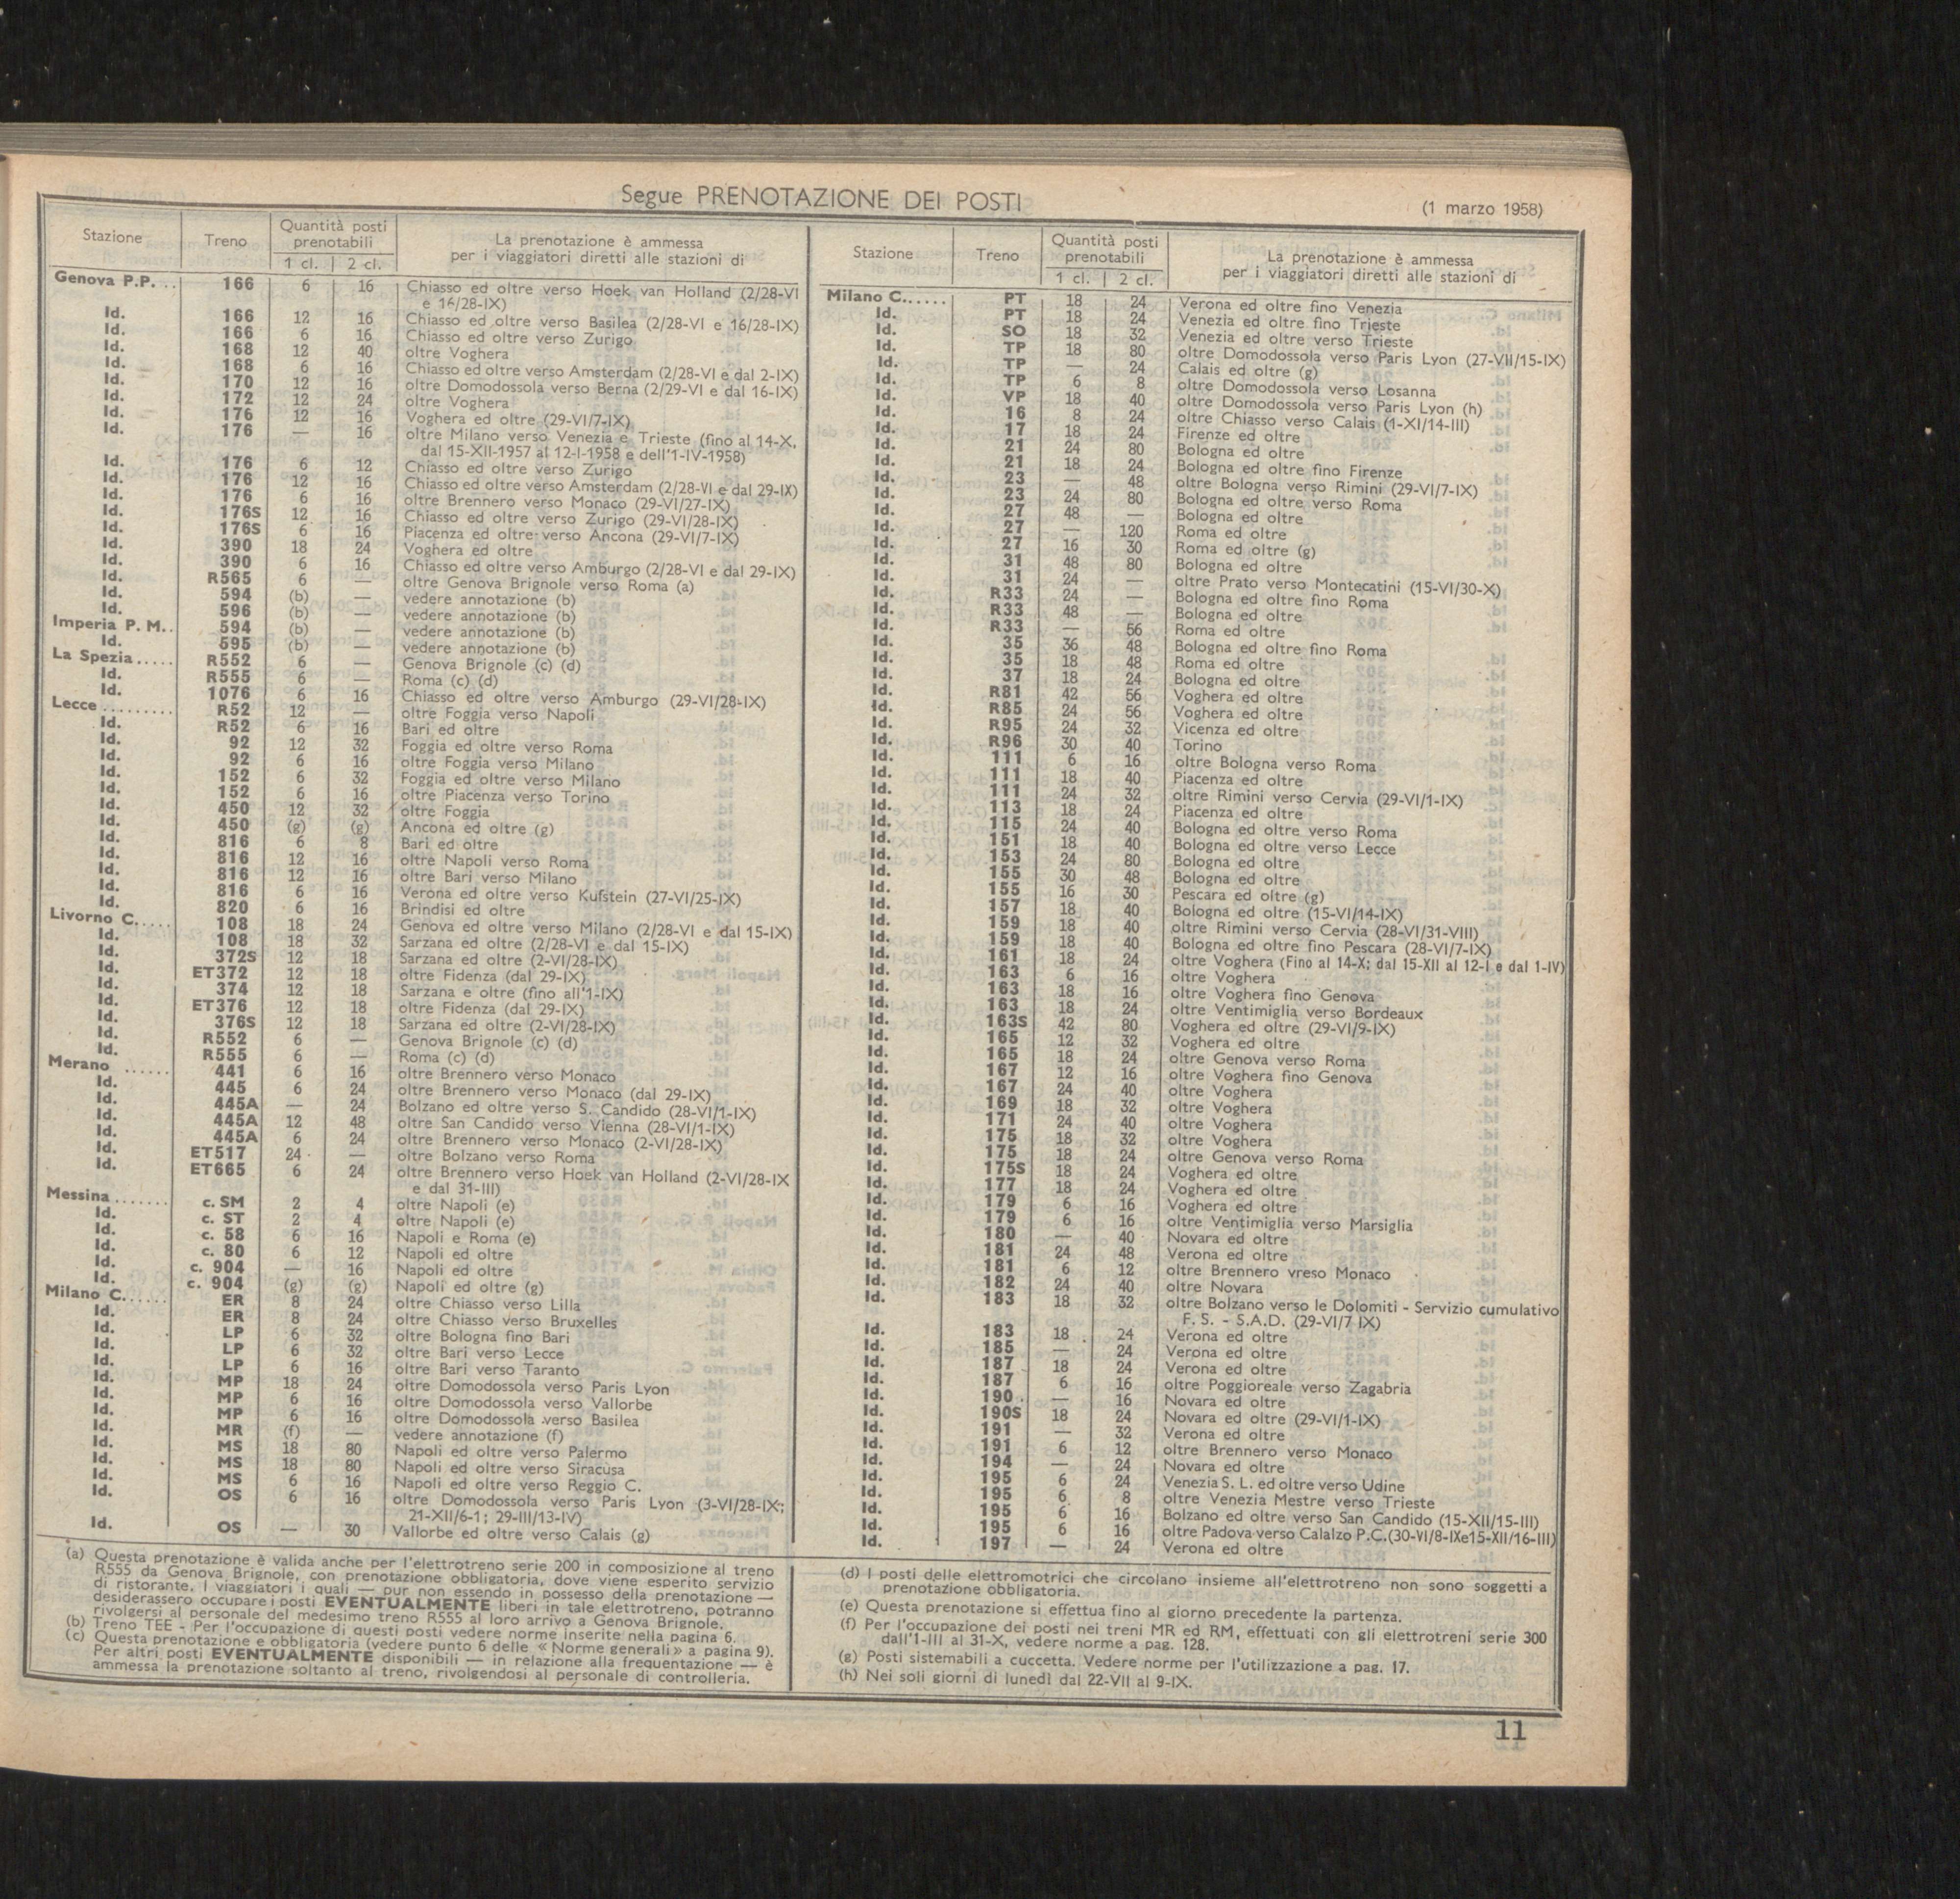 Segue PRENOTAZIONE DEI POSTI
(1 marzo 1958)
Stazione Treno Quantità posti prenotabili La prenotazione è ammessa
1 cl. 2 cl. per i viaggiatori diretti alle stazioni di
Genova P.P. . . 166 6 16 Chiasso ed oltre verso Hoek van Holland (2/28-VI
e 16/28-IX)
Id. 166 12 16 Chiasso ed oltre verso Basilea (2/28-VI e 16/28-IX)
Id. 166 6 16 Chiasso ed oltre verso Zurigo
Id. 168 12 40 oltre Voghera
Id. 168 6 16 Chiasso ed oltre verso Amsterdam (2/28-VI e dal 2-IX)
Id. 170 12 16 oltre Domodossola verso Berna (2/29-VI e dal 16-IX)
Id. 172 12 24 oltre Voghera
Id. 176 12 16 Voghera ed oltre (29-VI/7-IX)
Id. 176 — 16 oltre Milano verso Venezia e Trieste (fino al 14-X,
dal 15-XII-1957 al 12-I-1958 e dell'1-IV-1958)
Id. 176 6 12 Chiasso ed oltre verso Zurigo
Id. 176 12 16 Chiasso ed oltre verso Amsterdam (2/28-VI e dal 29-IX)
Id. 176 6 16 oltre Brennero verso Monaco (29-VI/27-IX)
Id. 176S 12 16 Chiasso ed oltre verso Zurigo (29-VI/28-IX)
Id. 176S 6 16 Piacenza ed oltre verso Ancona (29-VI/7-IX)
Id. 390 18 24 Voghera ed oltre
Id. 390 6 16 Chiasso ed oltre verso Amburgo (2/28-VI e dal 29-IX)
Id. R565 6 — oltre Genova Brignole verso Roma (a)
Id. 594 (b) — vedere annotazione (b)
Id. 596 (b) — vedere annotazione (b)
Imperia P. M. . 594 (b) — vedere annotazione (b)
Id. 595 (b) — vedere annotazione (b)
La Spezia ..... R552 6 — Genova Brignole (c) (d)
Id. R555 6 — Roma (c) (d)
Id. 1076 6 16 Chiasso ed oltre verso Amburgo (29-VI/28-IX)
Lecce ......... R52 12 — oltre Foggia verso Napoli
Id. R52 6 16 Bari ed oltre
Id. 92 12 32 Foggia ed oltre verso Roma
Id. 92 6 16 oltre Foggia verso Milano
Id. 152 6 32 Foggia ed oltre verso Milano
Id. 152 6 16 oltre Piacenza verso Torino
Id. 450 12 32 oltre Foggia
Id. 450 (g) (g) Ancona ed oltre (g)
Id. 816 6 8 Bari ed oltre
Id. 816 12 16 oltre Napoli verso Roma
Id. 816 12 16 oltre Bari verso Milano
Id. 816 6 16 Verona ed oltre verso Kufstein (27-VI/25-IX)
Id. 820 6 16 Brindisi ed oltre
Livorno C. .... 108 18 24 Genova ed oltre verso Milano (2/28-VI e dal 15-IX)
Id. 108 18 32 Sarzana ed oltre (2/28-VI e dal 15-IX)
Id. 372S 12 18 Sarzana ed oltre (2-VI/28-IX)
Id. ET372 12 18 oltre Fidenza (dal 29-IX)
Id. 374 12 18 Sarzana e oltre (fino all'1-IX)
Id. ET376 12 18 oltre Fidenza (dal 29-IX)
Id. 376S 12 18 Sarzana ed oltre (2-VI/28-IX)
Id. R552 6 — Genova Brignole (c) (d)
Id. R555 6 — Roma (c) (d)
Merano ...... 441 6 16 oltre Brennero verso Monaco
Id. 445 6 24 oltre Brennero verso Monaco (dal 29-IX)
Id. 445A — 24 Bolzano ed oltre verso S. Candido (28-VI/1-IX)
Id. 445A 12 48 oltre San Candido verso Vienna (28-VI/1-IX)
Id. 445A 6 24 oltre Brennero verso Monaco (2-VI/28-IX)
Id. ET517 24 — oltre Bolzano verso Roma
Id. ET665 6 24 oltre Brennero verso Hoek van Holland (2-VI/28-IX
e dal 31-III)
Messina ....... c. SM 2 4 oltre Napoli (e)
Id. c. ST 2 4 oltre Napoli (e)
Id. c. 58 6 16 Napoli e Roma (e)
Id. c. 80 6 12 Napoli ed oltre
Id. c. 904 — 16 Napoli ed oltre
Id. c. 904 (g) (g) Napoli ed oltre (g)
Milano C...... ER 8 24 oltre Chiasso verso Lilla
Id. ER 8 24 oltre Chiasso verso Bruxelles
Id. LP 6 32 oltre Bologna fino Bari
Id. LP 6 32 oltre Bari verso Lecce
Id. LP 6 16 oltre Bari verso Taranto
Id. MP 18 24 oltre Domodossola verso Paris Lyon
Id. MP 6 16 oltre Domodossola verso Vallorbe
Id. MP 6 16 oltre Domodossola verso Basilea
Id. MR (f) — vedere annotazione (f)
Id. MS 18 80 Napoli ed oltre verso Palermo
Id. MS 18 80 Napoli ed oltre verso Siracusa
Id. MS 6 16 Napoli ed oltre verso Reggio C.
Id. OS 6 16 oltre Domodossola verso Paris Lyon (3-VI/28-IX;
21-XII/6-1; 29-III/13-IV)
Id. OS — 30 Vallorbe ed oltre verso Calais (g)
(a) Questa prenotazione è valida anche per l'elettrotreno serie 200 in composizione al treno
R555 da Genova Brignole, con prenotazione obbligatoria, dove viene esperito servizio
di ristorante. I viaggiatori i quali — pur non essendo in possesso della prenotazione —
desiderassero occupare i posti EVENTUALMENTE liberi in tale elettrotreno, potranno
rivolgersi al personale del medesimo treno R555 al loro arrivo a Genova Brignole.
(b) Treno TEE - Per l'occupazione di questi posti vedere norme inserite nella pagina 6.
(c) Questa prenotazione e obbligatoria (vedere punto 6 delle « Norme generali » a pagina 9).
Per altri posti EVENTUALMENTE disponibili — in relazione alla frequentazione — è
ammessa la prenotazione soltanto al treno, rivolgendosi al personale di controlleria.
Stazione Treno Quantità posti prenotabili La prenotazione è ammessa
1 cl. 2 cl. per i viaggiatori diretti alle stazioni di
Milano C...... PT 18 24 Verona ed oltre fino Venezia
Id. PT 18 24 Venezia ed oltre fino Trieste
Id. SO 18 32 Venezia ed oltre verso Trieste
Id. TP 18 80 oltre Domodossola verso Paris Lyon (27-VII/15-IX)
Id. TP — 24 Calais ed oltre (g)
Id. TP 6 8 oltre Domodossola verso Losanna
Id. VP 18 40 oltre Domodossola verso Paris Lyon (h)
Id. 16 8 24 oltre Chiasso verso Calais (1-XI/14-III)
Id. 17 18 24 Firenze ed oltre
Id. 21 24 80 Bologna ed oltre
Id. 21 18 24 Bologna ed oltre fino Firenze
Id. 23 — 48 oltre Bologna verso Rimini (29-VI/7-IX)
Id. 23 24 80 Bologna ed oltre verso Roma
Id. 27 48 — Bologna ed oltre
Id. 27 — 120 Roma ed oltre
Id. 27 16 30 Roma ed oltre (g)
Id. 31 48 80 Bologna ed oltre
Id. 31 24 — oltre Prato verso Montecatini (15-VI/30-X)
Id. R33 24 — Bologna ed oltre fino Roma
Id. R33 48 — Bologna ed oltre
Id. R33 — 56 Roma ed oltre
Id. 35 36 48 Bologna ed oltre fino Roma
Id. 35 18 48 Roma ed oltre
Id. 37 18 24 Bologna ed oltre
Id. R81 42 56 Voghera ed oltre
Id. R85 24 56 Voghera ed oltre
Id. R95 24 32 Vicenza ed oltre
Id. R96 30 40 Torino
Id. 111 6 16 oltre Bologna verso Roma
Id. 111 18 40 Piacenza ed oltre
Id. 111 24 32 oltre Rimini verso Cervia (29-VI/1-IX)
Id. 113 18 24 Piacenza ed oltre
Id. 115 24 40 Bologna ed oltre verso Roma
Id. 151 18 40 Bologna ed oltre verso Lecce
Id. 153 24 80 Bologna ed oltre
Id. 155 30 48 Bologna ed oltre
Id. 155 16 30 Pescara ed oltre (g)
Id. 157 18 40 Bologna ed oltre (15-VI/14-IX)
Id. 159 18 40 oltre Rimini verso Cervia (28-VI/31-VIII)
Id. 159 18 40 Bologna ed oltre fino Pescara (28-VI/7-IX)
Id. 161 18 24 oltre Voghera (Fino al 14-X; dal 15-XII al 12-I e dal 1-IV)
Id. 163 6 16 oltre Voghera
Id. 163 18 16 oltre Voghera fino Genova
Id. 163 18 24 oltre Ventimiglia verso Bordeaux
Id. 163S 42 80 Voghera ed oltre (29-VI/9-IX)
Id. 165 12 32 Voghera ed oltre
Id. 165 18 24 oltre Genova verso Roma
Id. 167 12 16 oltre Voghera fino Genova
Id. 167 24 40 oltre Voghera
Id. 169 18 32 oltre Voghera
Id. 171 24 40 oltre Voghera
Id. 175 18 32 oltre Voghera
Id. 175 18 24 oltre Genova verso Roma
Id. 175S 18 24 Voghera ed oltre
Id. 177 18 24 Voghera ed oltre
Id. 179 6 16 Voghera ed oltre
Id. 179 6 16 oltre Ventimiglia verso Marsiglia
Id. 180 — 40 Novara ed oltre
Id. 181 24 48 Verona ed oltre
Id. 181 6 12 oltre Brennero vreso Monaco
Id. 182 24 40 oltre Novara
Id. 183 18 32 oltre Bolzano verso le Dolomiti - Servizio cumulativo
F. S. - S.A.D. (29-VI/7 IX)
Id. 183 18 24 Verona ed oltre
Id. 185 — 24 Verona ed oltre
Id. 187 18 24 Verona ed oltre
Id. 187 6 16 oltre Poggioreale verso Zagabria
Id. 190 — 16 Novara ed oltre
Id. 190S 18 24 Novara ed oltre (29-VI/1-IX)
Id. 191 — 32 Verona ed oltre
Id. 191 6 12 oltre Brennero verso Monaco
Id. 194 — 24 Novara ed oltre
Id. 195 6 24 Venezia S. L. ed oltre verso Udine
Id. 195 6 8 oltre Venezia Mestre verso Trieste
Id. 195 6 16 Bolzano ed oltre verso San Candido (15-XII/15-III)
Id. 195 6 16 oltre Padova verso Calalzo P.C.(30-VI/8-IXe15-XII/16-III)
Id. 197 — 24 Verona ed oltre
(d) I posti delle elettromotrici che circolano insieme all'elettrotreno non sono soggetti a
prenotazione obbligatoria.
(e) Questa prenotazione si effettua fino al giorno precedente la partenza.
(f) Per l'occupazione dei posti nei treni MR ed RM, effettuati con gli elettrotreni serie 300
dall'1-III al 31-X, vedere norme a pag. 128.
(g) Posti sistemabili a cuccetta. Vedere norme per l'utilizzazione a pag. 17.
(h) Nei soli giorni di lunedì dal 22-VII al 9-IX.
11